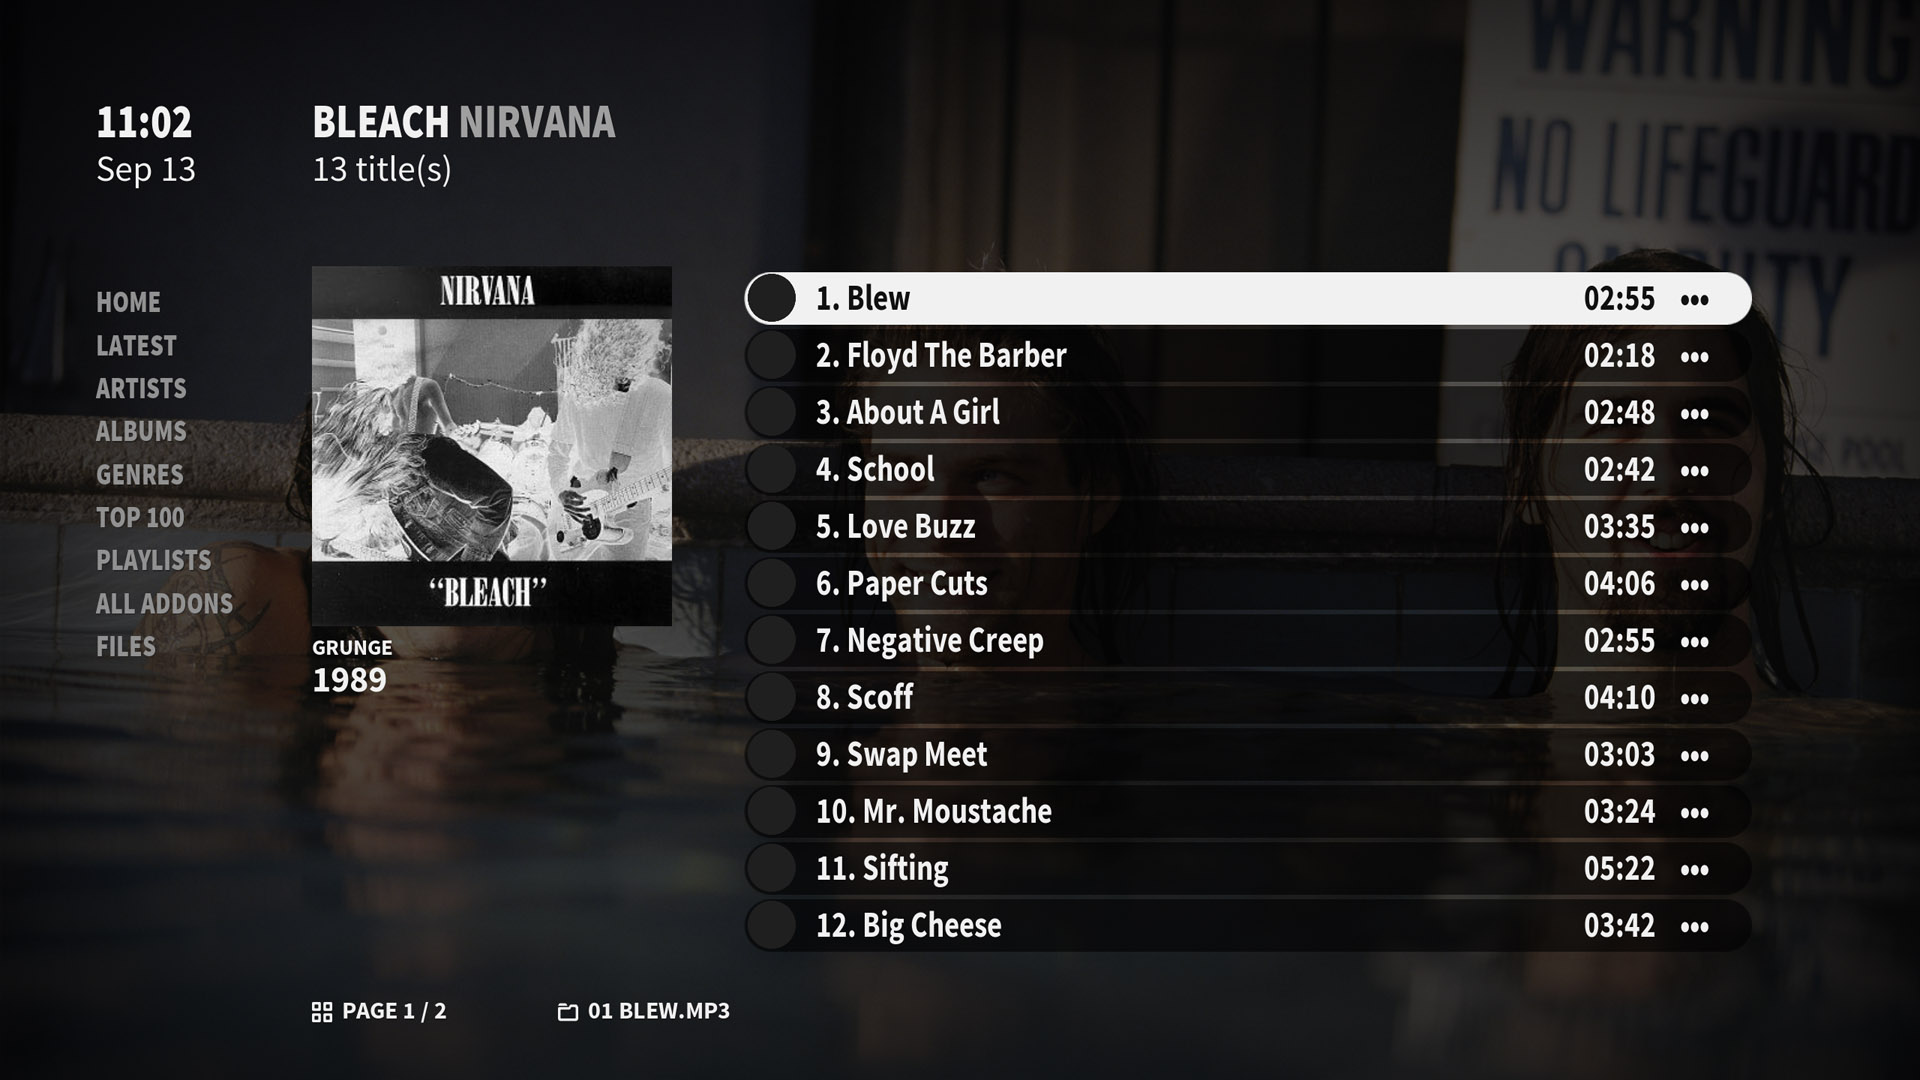 11:02
Sep 13
BLEACH NIRVANA
13 title(s)
HOME
LATEST
ARTISTS
ALBUMS
GENRES
TOP 100
PLAYLISTS
ALL ADDONS
FILES
NIRVANA
“BLEACH”
GRUNGE
1989
1. Blew 02:55 •••
2. Floyd The Barber 02:18 •••
3. About A Girl 02:48 •••
4. School 02:42 •••
5. Love Buzz 03:35 •••
6. Paper Cuts 04:06 •••
7. Negative Creep 02:55 •••
8. Scoff 04:10 •••
9. Swap Meet 03:03 •••
10. Mr. Moustache 03:24 •••
11. Sifting 05:22 •••
12. Big Cheese 03:42 •••
PAGE 1 / 2
01 BLEW.MP3
WARNING
NO LIFEGUARD
POOL